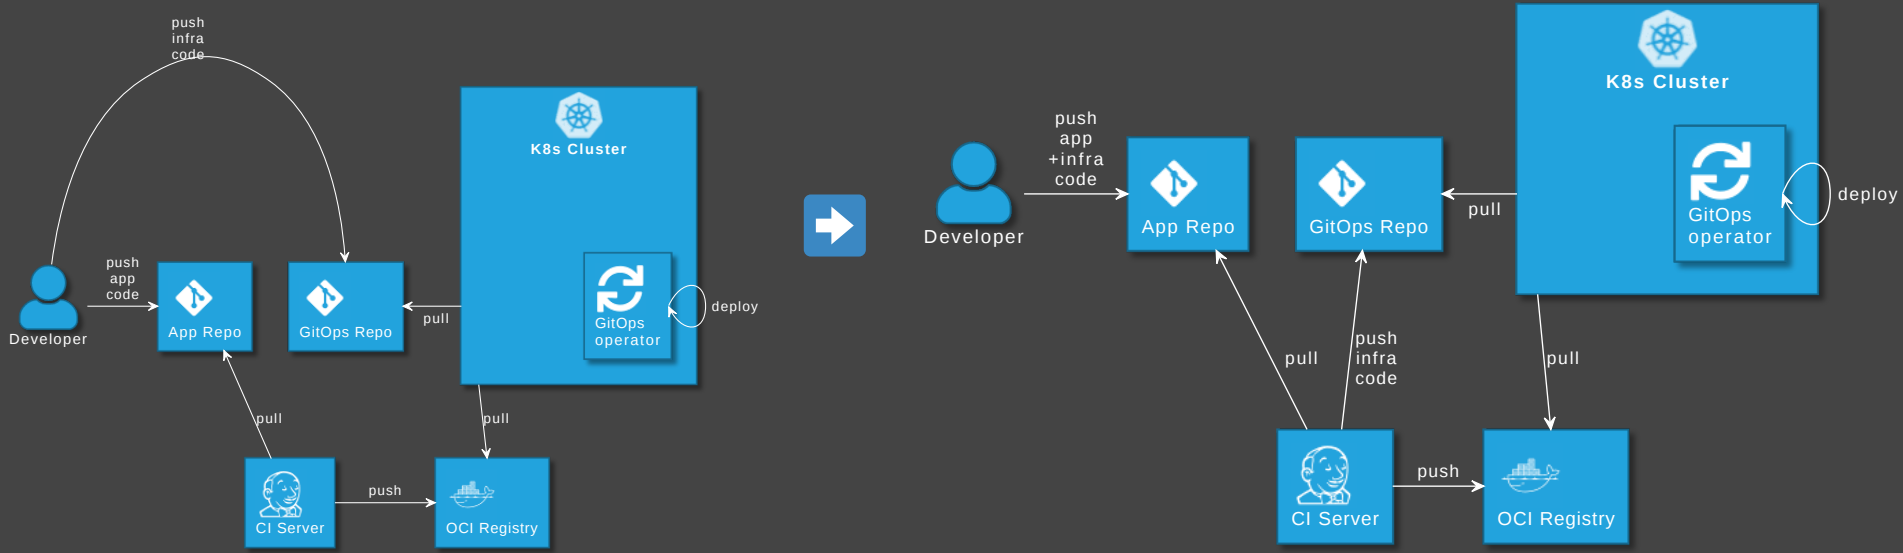 push
infra
code
K8s Cluster
push
app
code
Developer
App Repo
GitOps Repo
pull
GitOps
operator
deploy
pull
pull
CI Server
push
OCI Registry
K8s Cluster
push
app
+infra
code
Developer
App Repo
GitOps Repo
pull
GitOps
operator
deploy
pull
push
infra
code
pull
CI Server
push
OCI Registry